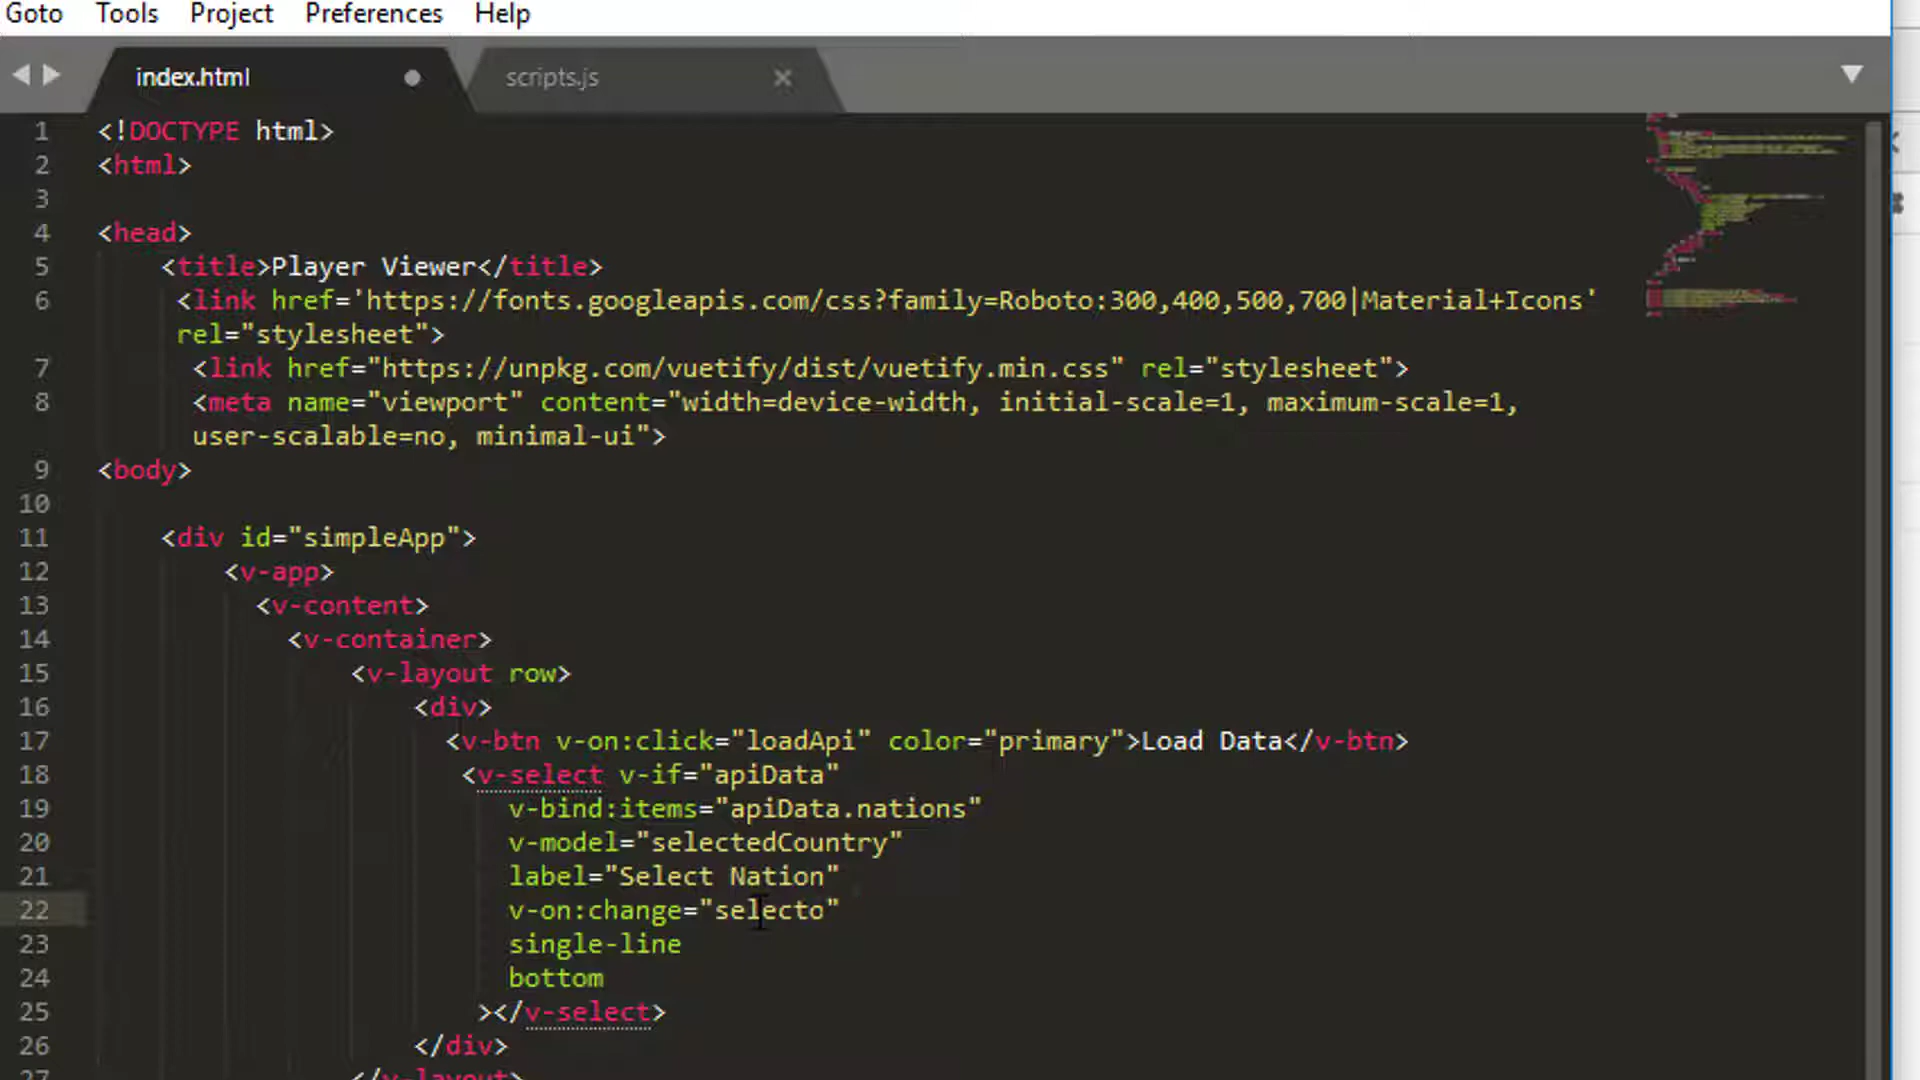 Goto Tools Project Preferences Help
index.html scripts.js
1 <!DOCTYPE html>
2 <html>
3
4 <head>
5 <title>Player Viewer</title>
6 <link href='https://fonts.googleapis.com/css?family=Roboto:300,400,500,700|Material+Icons'
rel="stylesheet">
7 <link href="https://unpkg.com/vuetify/dist/vuetify.min.css" rel="stylesheet">
8 <meta name="viewport" content="width=device-width, initial-scale=1, maximum-scale=1,
user-scalable=no, minimal-ui">
9 <body>
10
11 <div id="simpleApp">
12 <v-app>
13 <v-content>
14 <v-container>
15 <v-layout row>
16 <div>
17 <v-btn v-on:click="loadApi" color="primary">Load Data</v-btn>
18 <v-select v-if="apiData"
19 v-bind:items="apiData.nations"
20 v-model="selectedCountry"
21 label="Select Nation"
22 v-on:change="selecto"
23 single-line
24 bottom
25 ></v-select>
26 </div>
27 </v-layout>